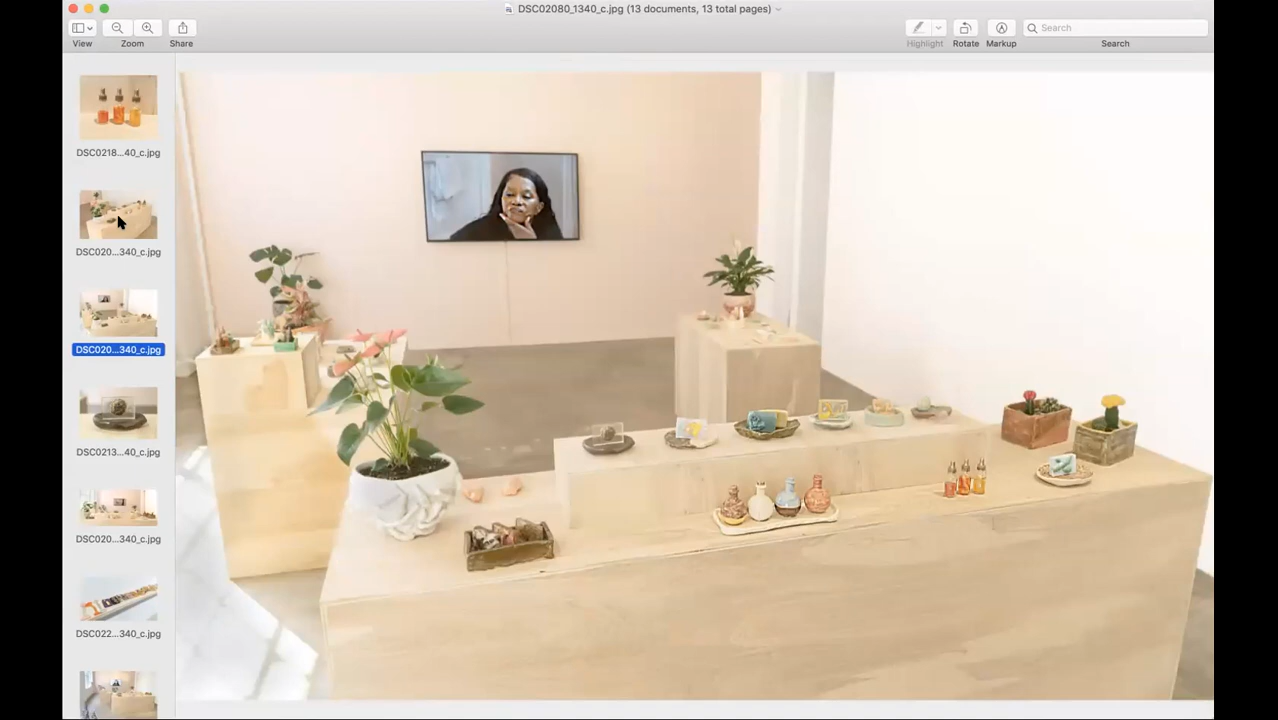 DSC02080_1340_c.jpg (13 documents, 13 total pages)
View
Zoom
Share
Highlight
Rotate
Markup
Search
Search
DSC0218...40_c.jpg
DSC020...340_c.jpg
DSC020...340_c.jpg
DSC0213...40_c.jpg
DSC020...340_c.jpg
DSC022...340_c.jpg